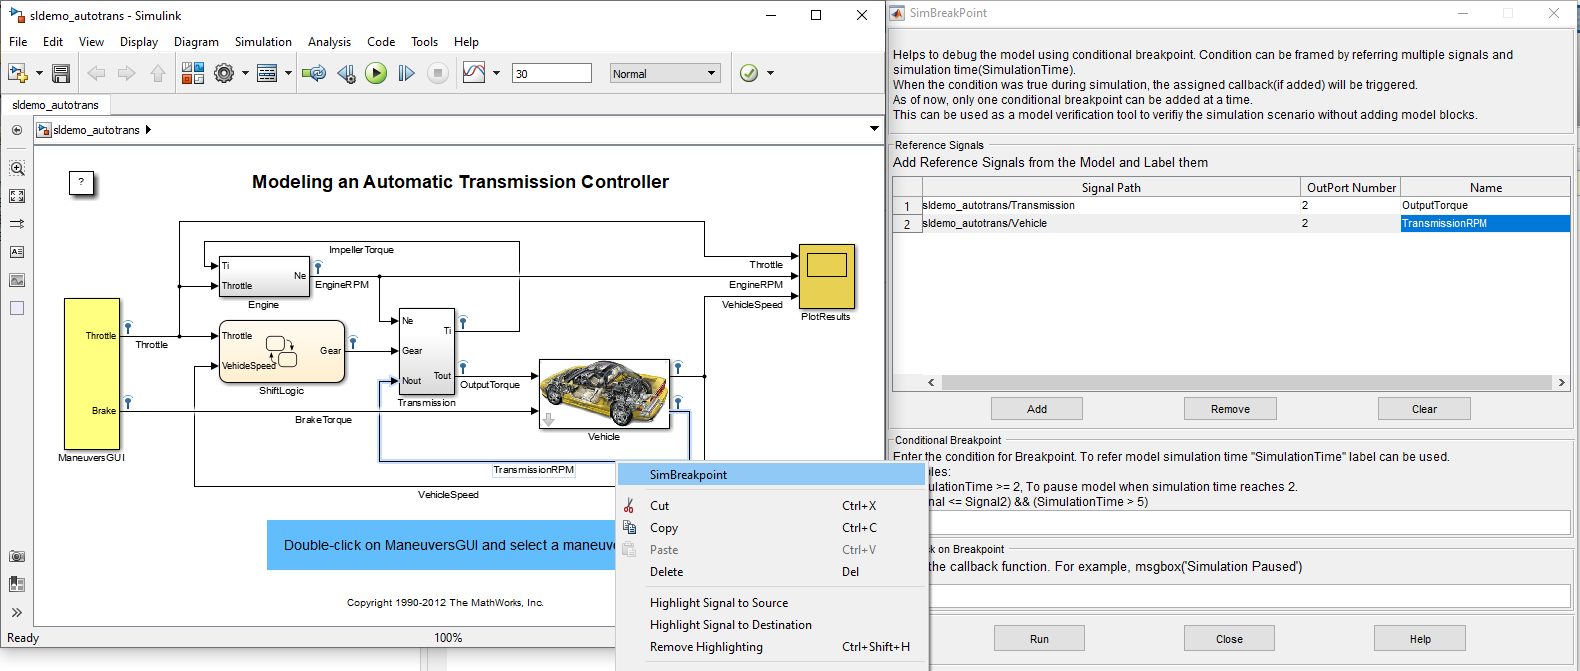 sldemo_autotrans - Simulink
File Edit View Display Diagram Simulation Analysis Code Tools Help
30
Normal
sldemo_autotrans
sldemo_autotrans
?
Modeling an Automatic Transmission Controller
ImpellerTorque
Ti
Throttle
Ne
Engine
EngineRPM
Throttle
EngineRPM
VehicleSpeed
PlotResults
Throttle
Brake
ManeuversGUI
Throttle
Throttle
VehicleSpeed
Gear
ShiftLogic
Ne
Gear
Nout
Ti
Tout
Transmission
OutputTorque
BrakeTorque
Vehicle
TransmissionRPM
VehicleSpeed
Double-click on ManeuversGUI and select a maneuve
Copyright 1990-2012 The MathWorks, Inc.
Ready
100%
SimBreakpoint
Cut Ctrl+X
Copy Ctrl+C
Paste Ctrl+V
Delete Del
Highlight Signal to Source
Highlight Signal to Destination
Remove Highlighting Ctrl+Shift+H
SimBreakPoint
Helps to debug the model using conditional breakpoint. Condition can be framed by referring multiple signals and
simulation time(SimulationTime).
When the condition was true during simulation, the assigned callback(if added) will be triggered.
As of now, only one conditional breakpoint can be added at a time.
This can be used as a model verification tool to verifiy the simulation scenario without adding model blocks.
Reference Signals
Add Reference Signals from the Model and Label them
Signal Path OutPort Number Name
1 sldemo_autotrans/Transmission 2 OutputTorque
2 sldemo_autotrans/Vehicle 2 TransmissionRPM
Add Remove Clear
Conditional Breakpoint
Enter the condition for Breakpoint. To refer model simulation time "SimulationTime" label can be used.
les:
ulationTime >= 2, To pause model when simulation time reaches 2.
nal <= Signal2) && (SimulationTime > 5)
k on Breakpoint
the callback function. For example, msgbox('Simulation Paused')
Run Close Help